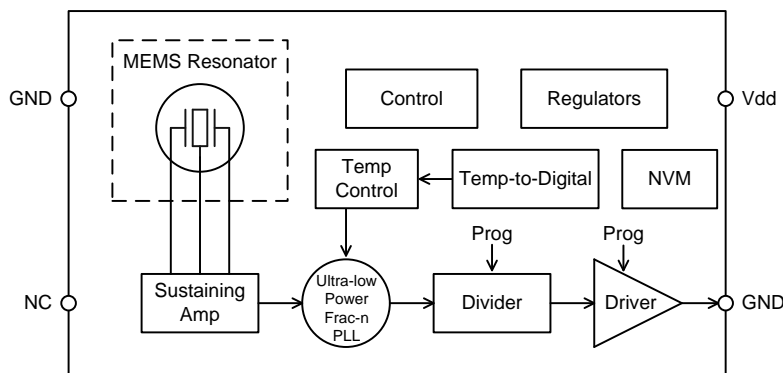 MEMS Resonator
GND
Control
Regulators
Vdd
Temp
Control
Temp-to-Digital
NVM
Prog
Prog
NC
Sustaining
Amp
Ultra-low
Power
Frac-n
PLL
Divider
Driver
GND